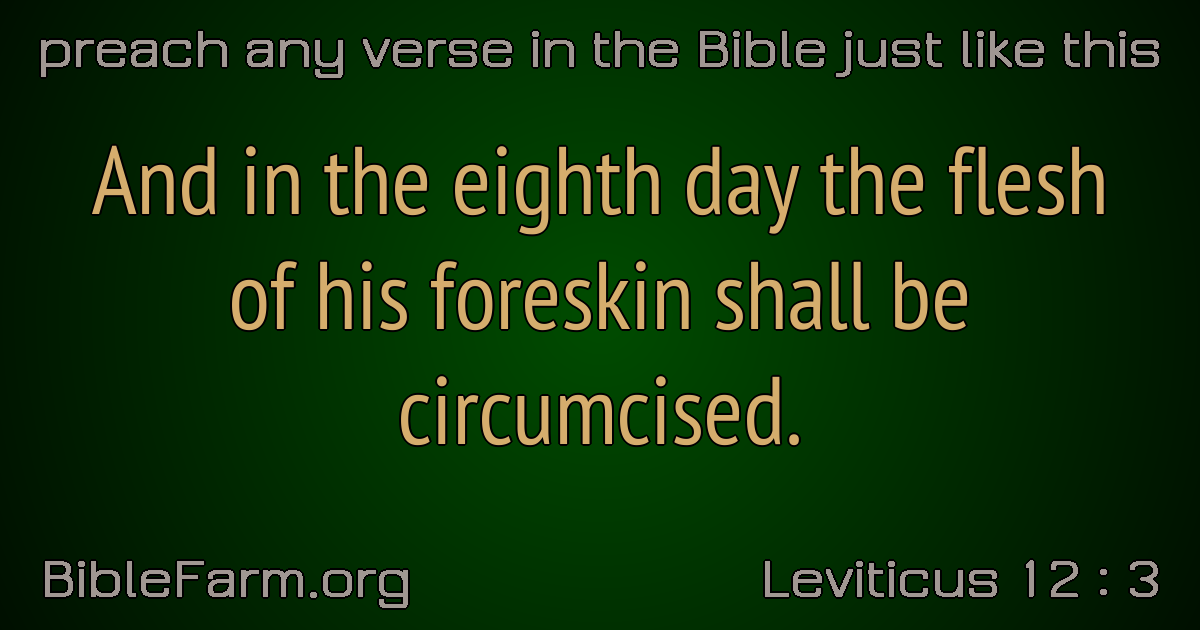 preach any verse in the Bible just like this
And in the eighth day the flesh
of his foreskin shall be
circumcised.
BibleFarm.org
Leviticus 12 : 3